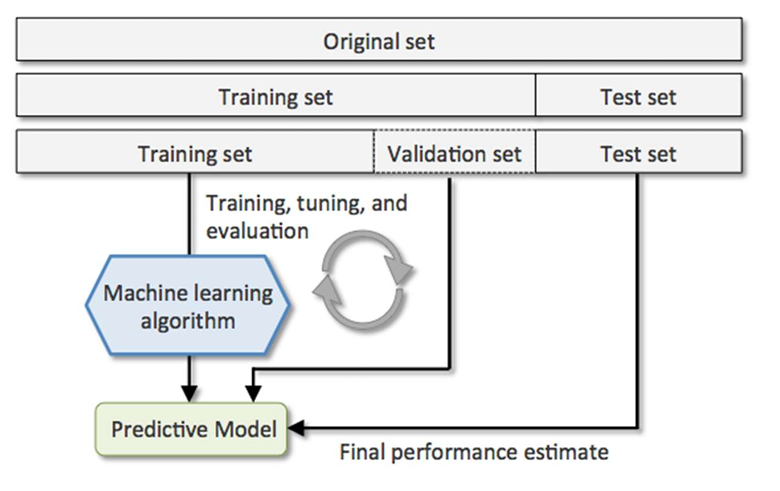 Original set
Training set
Test set
Training set
Validation set
Test set
Training, tuning, and
evaluation
Machine learning
algorithm
Predictive Model
Final performance estimate